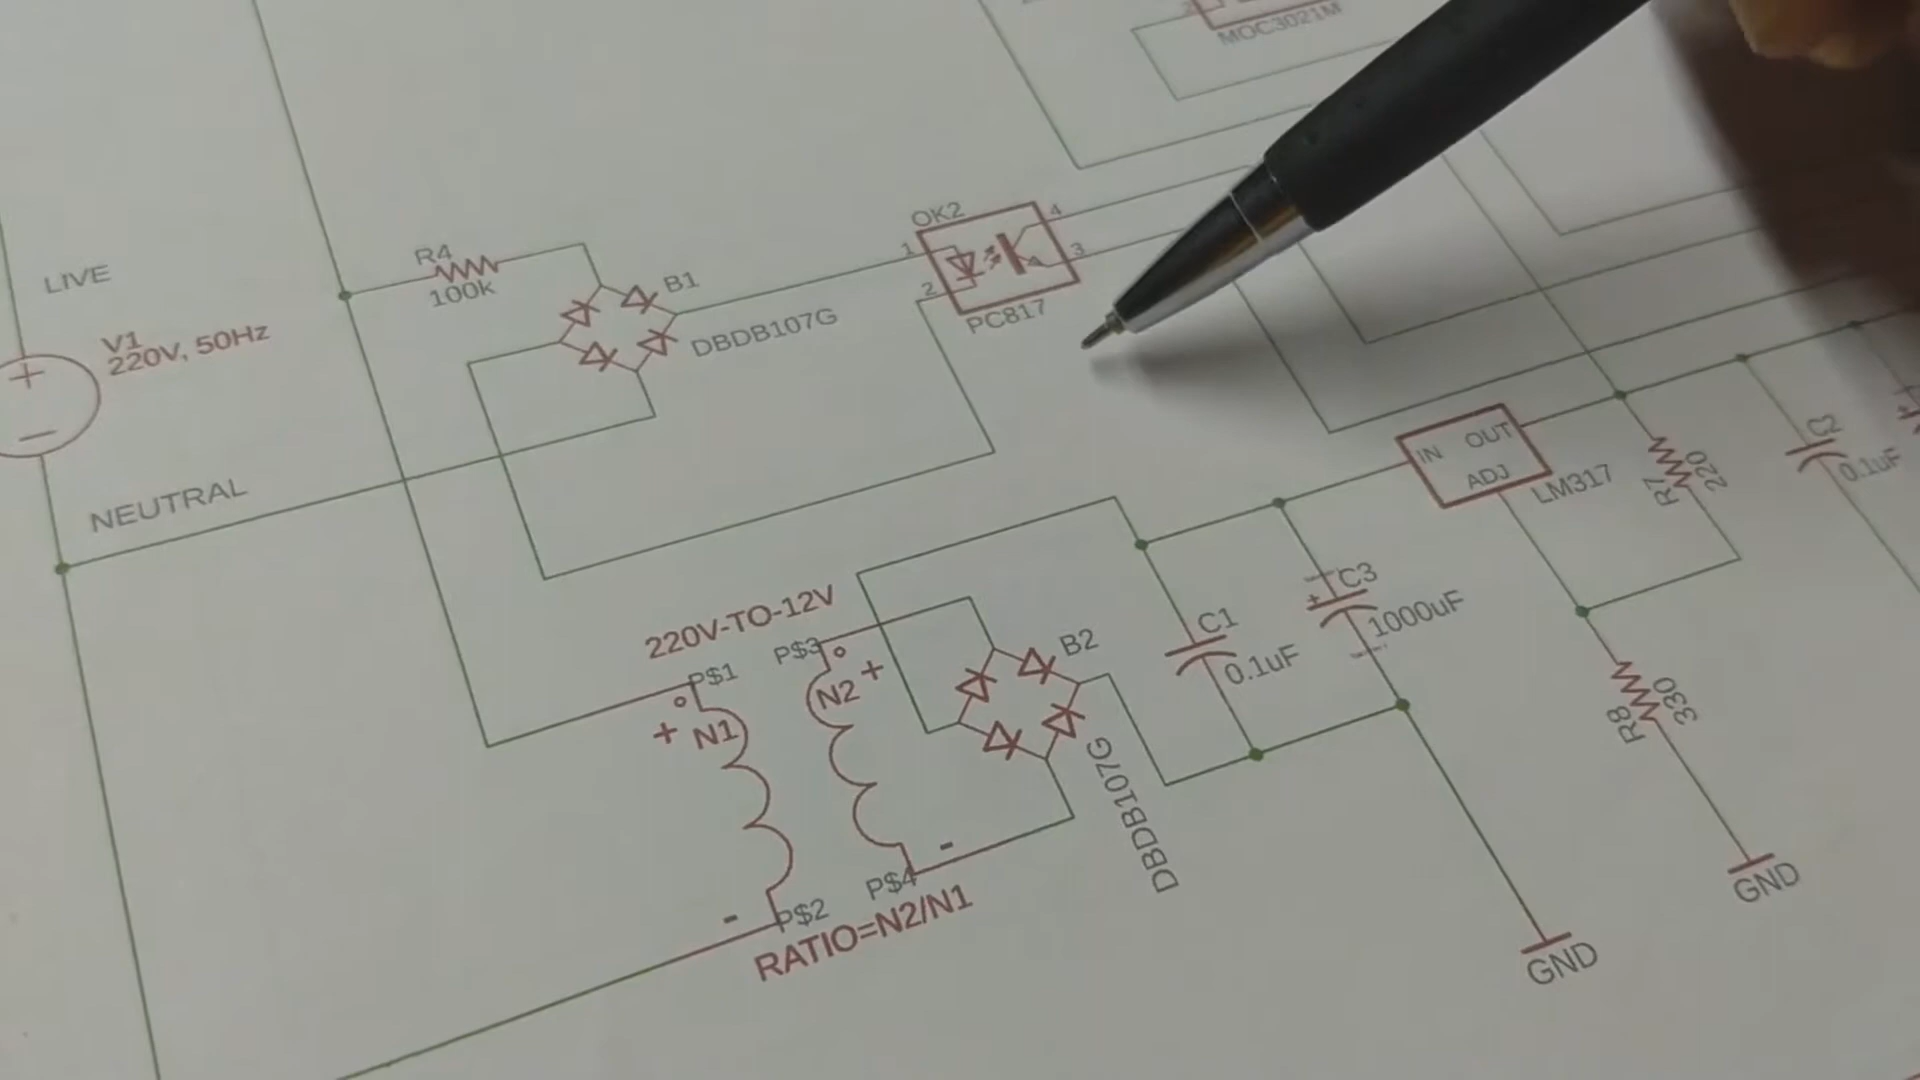 MOC3021M
OK2
4
1
3
2
PC817
R4
100k
B1
DBDB107G
LIVE
V1
220V, 50Hz
+
-
NEUTRAL
C2
0.1uF
IN OUT
ADJ
LM317
R7
220
220V-TO-12V
P$3
P$1
+ N1
N2 +
B2
C1
0.1uF
+ C3
1000uF
R8
330
DBDB107G
-
P$4
-
P$2
RATIO=N2/N1
GND
GND